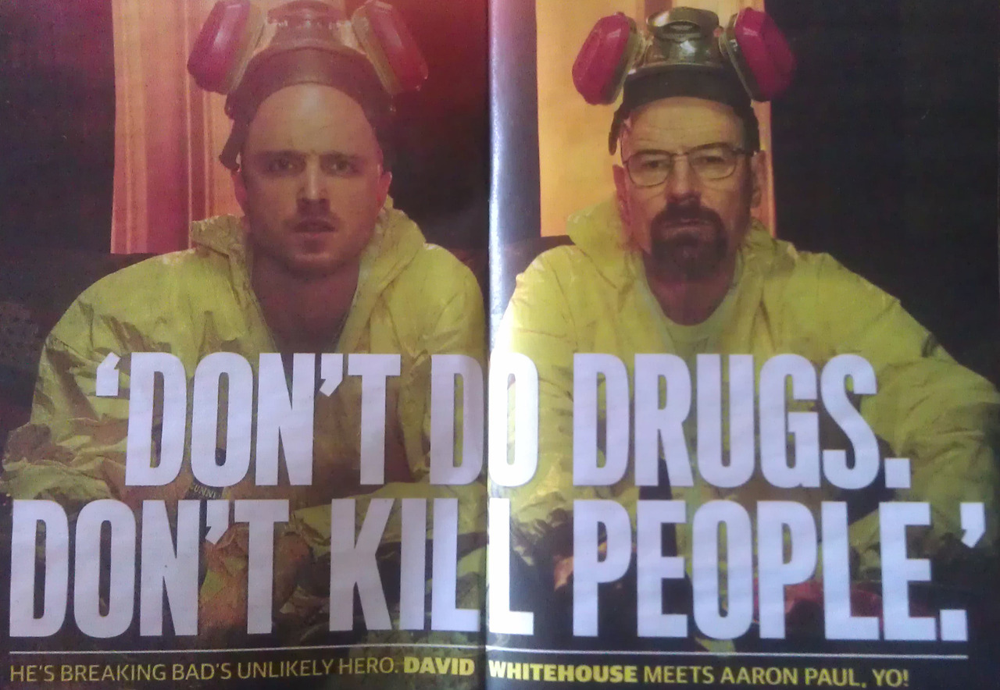 ‘DON’T DO DRUGS.
DON’T KILL PEOPLE.’
HE'S BREAKING BAD'S UNLIKELY HERO. DAVID WHITEHOUSE MEETS AARON PAUL, YO!